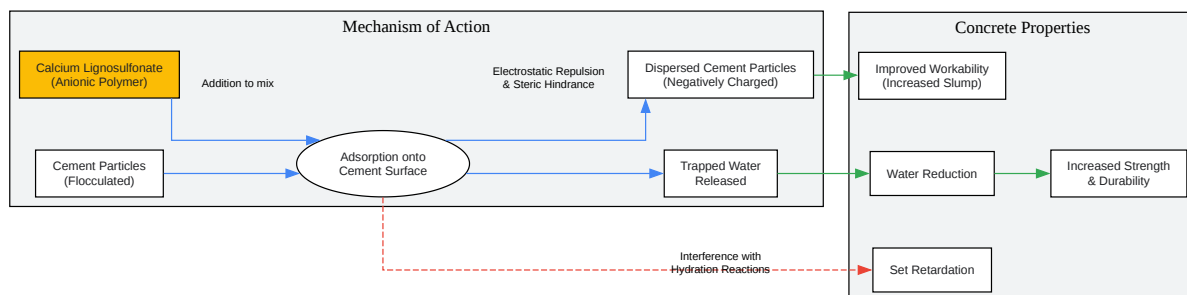 Mechanism of Action
Calcium Lignosulfonate
(Anionic Polymer)
Addition to mix
Electrostatic Repulsion
& Steric Hindrance
Dispersed Cement Particles
(Negatively Charged)
Cement Particles
(Flocculated)
Adsorption onto
Cement Surface
Trapped Water
Released
Concrete Properties
Improved Workability
(Increased Slump)
Water Reduction
Increased Strength
& Durability
Interference with
Hydration Reactions
Set Retardation